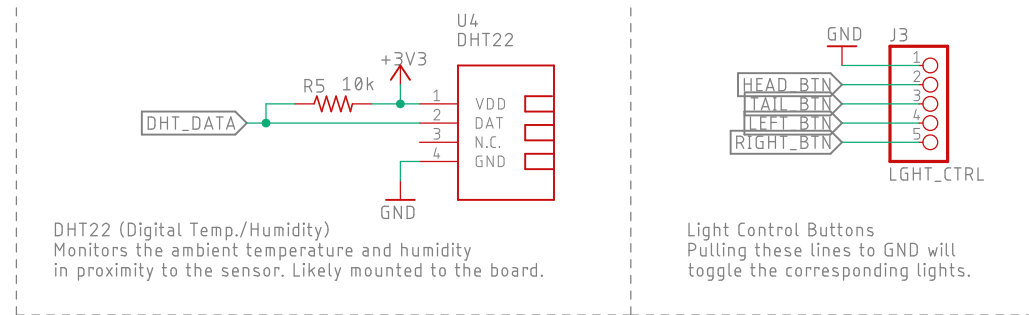 U4
DHT22
+3V3
R5 10k
DHT_DATA
1
2
3
4
VDD
DAT
N.C.
GND
GND
DHT22 (Digital Temp./Humidity)
Monitors the ambient temperature and humidity
in proximity to the sensor. Likely mounted to the board.
GND
J3
HEAD_BTN
TAIL_BTN
LEFT_BTN
RIGHT_BTN
1
2
3
4
5
LGHT_CTRL
Light Control Buttons
Pulling these lines to GND will
toggle the corresponding lights.